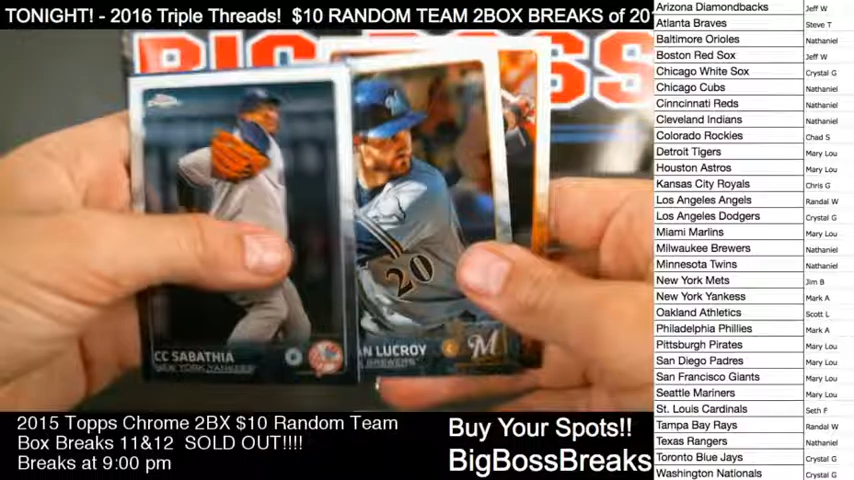 TONIGHT! - 2016 Triple Threads! $10 RANDOM TEAM 2BOX BREAKS of 20
BIG BOSS
CC SABATHIA
NEW YORK YANKEES
20
N LUCROY
BREWERS
M
2015 Topps Chrome 2BX $10 Random Team
Box Breaks 11&12 SOLD OUT!!!!
Breaks at 9:00 pm
Buy Your Spots!!
BigBossBreaks
Arizona Diamondbacks Jeff W
Atlanta Braves Steve T
Baltimore Orioles Nathaniel
Boston Red Sox Jeff W
Chicago White Sox Crystal G
Chicago Cubs Nathaniel
Cinncinnati Reds Nathaniel
Cleveland Indians Nathaniel
Colorado Rockies Chad S
Detroit Tigers Mary Lou
Houston Astros Mary Lou
Kansas City Royals Chris G
Los Angeles Angels Randal W
Los Angeles Dodgers Crystal G
Miami Marlins Mary Lou
Milwaukee Brewers Nathaniel
Minnesota Twins Nathaniel
New York Mets Jim B
New York Yankess Mark A
Oakland Athletics Scott L
Philadelphia Phillies Mark A
Pittsburgh Pirates Mary Lou
San Diego Padres Mary Lou
San Francisco Giants Mary Lou
Seattle Mariners Mary Lou
St. Louis Cardinals Seth F
Tampa Bay Rays Randal W
Texas Rangers Nathaniel
Toronto Blue Jays Crystal G
Washington Nationals Crystal G